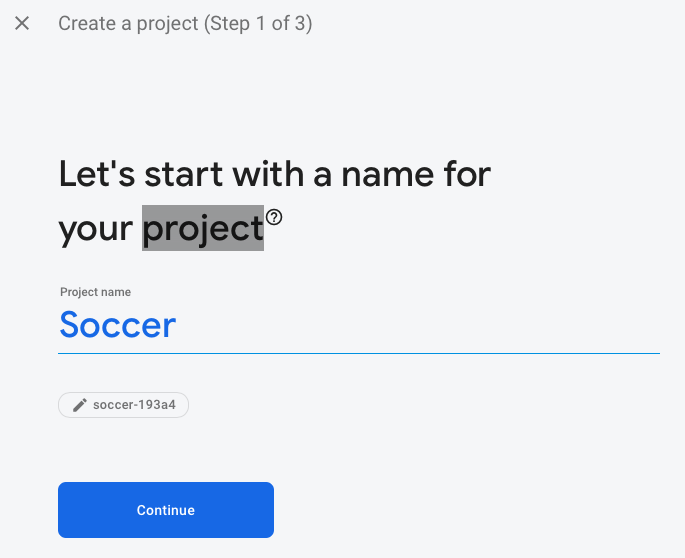 Create a project (Step 1 of 3)
Let's start with a name for
your project
Project name
Soccer
soccer-193a4
Continue